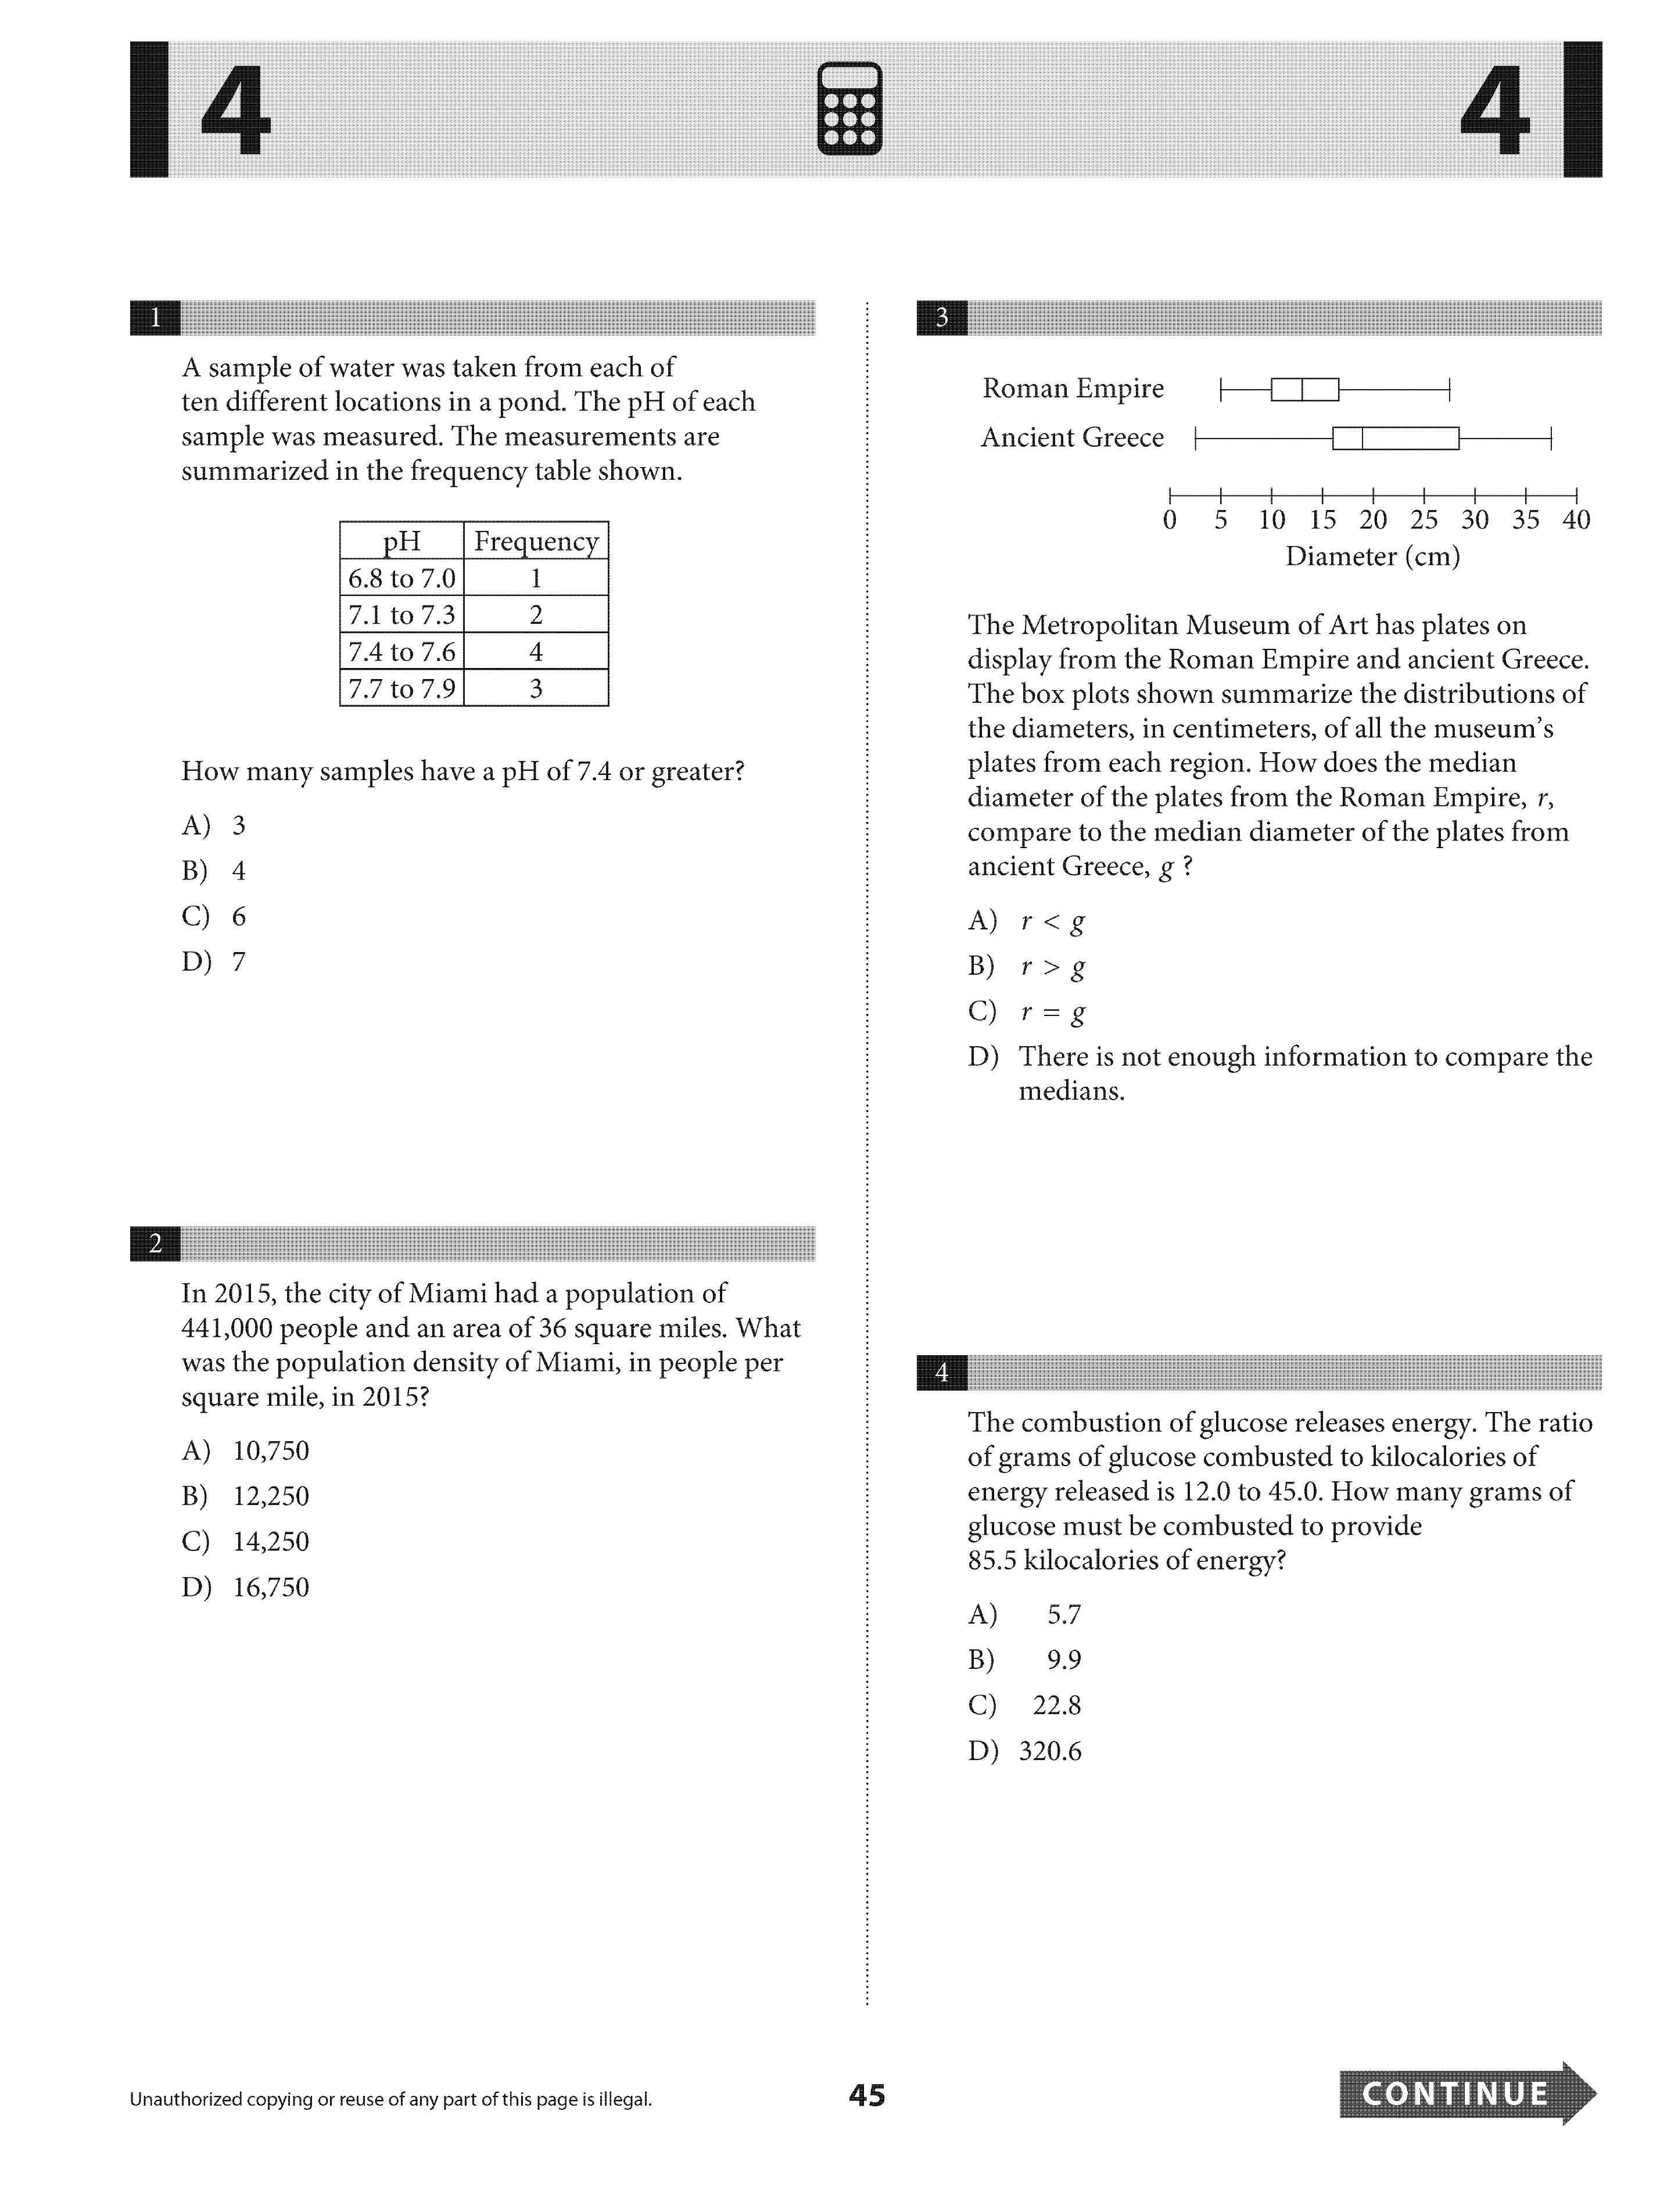 4
4
1
A sample of water was taken from each of
ten different locations in a pond. The pH of each
sample was measured. The measurements are
summarized in the frequency table shown.
pH Frequency
6.8 to 7.0 1
7.1 to 7.3 2
7.4 to 7.6 4
7.7 to 7.9 3
How many samples have a pH of 7.4 or greater?
A) 3
B) 4
C) 6
D) 7
2
In 2015, the city of Miami had a population of
441,000 people and an area of 36 square miles. What
was the population density of Miami, in people per
square mile, in 2015?
A) 10,750
B) 12,250
C) 14,250
D) 16,750
3
Roman Empire
Ancient Greece
0 5 10 15 20 25 30 35 40
Diameter (cm)
The Metropolitan Museum of Art has plates on
display from the Roman Empire and ancient Greece.
The box plots shown summarize the distributions of
the diameters, in centimeters, of all the museum’s
plates from each region. How does the median
diameter of the plates from the Roman Empire, r,
compare to the median diameter of the plates from
ancient Greece, g ?
A) r < g
B) r > g
C) r = g
D) There is not enough information to compare the
medians.
4
The combustion of glucose releases energy. The ratio
of grams of glucose combusted to kilocalories of
energy released is 12.0 to 45.0. How many grams of
glucose must be combusted to provide
85.5 kilocalories of energy?
A) 5.7
B) 9.9
C) 22.8
D) 320.6
Unauthorized copying or reuse of any part of this page is illegal.
45
CONTINUE